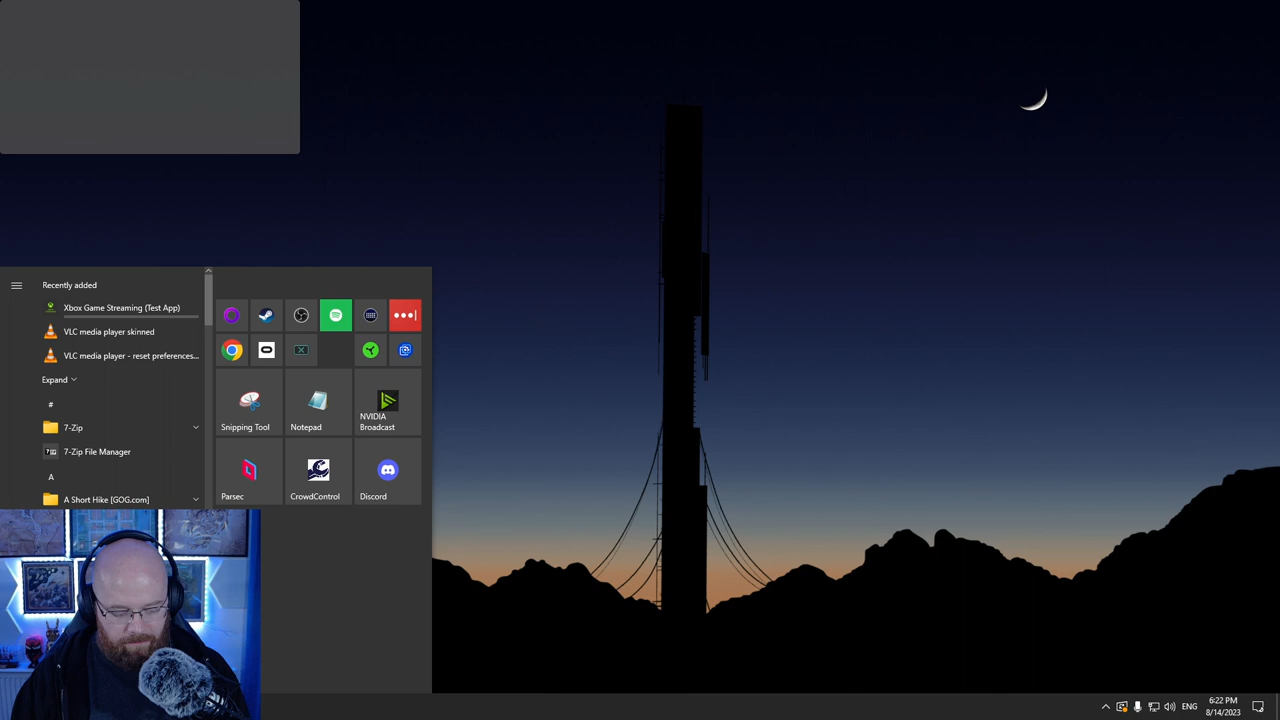 Recently added
Xbox Game Streaming (Test App)
VLC media player skinned
VLC media player - reset preferences...
Expand
#
7-Zip
7-Zip File Manager
A
A Short Hike [GOG.com]
Snipping Tool
Notepad
NVIDIA
Broadcast
Parsec
CrowdControl
Discord
ENG
6:22 PM
8/14/2023